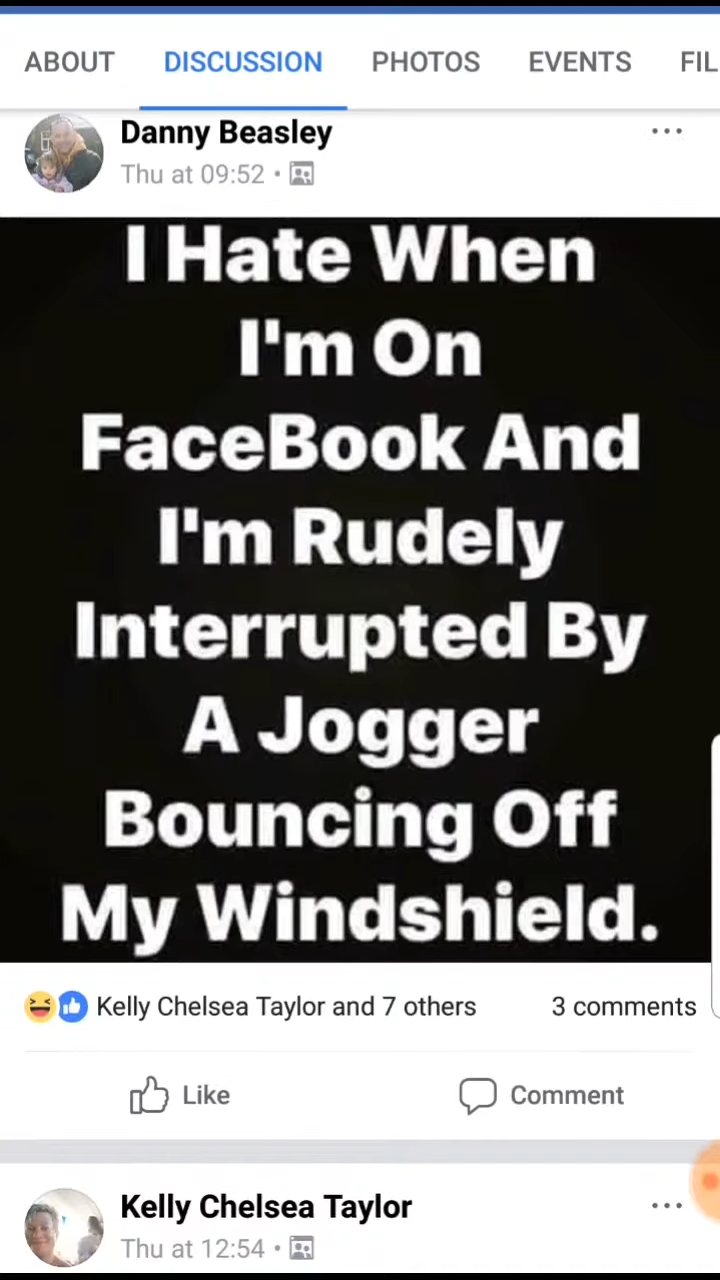 ABOUT DISCUSSION PHOTOS EVENTS FIL
Danny Beasley
Thu at 09:52
I Hate When
I'm On
FaceBook And
I'm Rudely
Interrupted By
A Jogger
Bouncing Off
My Windshield.
Kelly Chelsea Taylor and 7 others 3 comments
Like Comment
Kelly Chelsea Taylor
Thu at 12:54